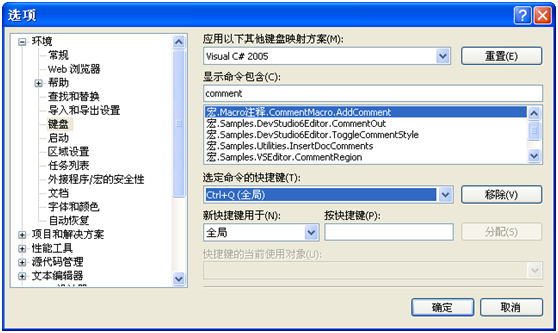 选项
环境
常规
Web 浏览器
帮助
查找和替换
导入和导出设置
键盘
启动
区域设置
任务列表
外接程序/宏的安全性
文档
字体和颜色
自动恢复
项目和解决方案
性能工具
源代码管理
文本编辑器
应用以下其他键盘映射方案(M):
Visual C# 2005
重置(E)
显示命令包含(C):
comment
宏.Macro注释.CommentMacro.AddComment
宏.Samples.DevStudio6Editor.CommentOut
宏.Samples.DevStudio6Editor.ToggleCommentStyle
宏.Samples.Utilities.InsertDocComments
宏.Samples.VSEditor.CommentRegion
选定命令的快捷键(T):
Ctrl+Q (全局)
移除(V)
新快捷键用于(N):
按快捷键(P):
全局
分配(S)
快捷键的当前使用对象(U):
确定
取消